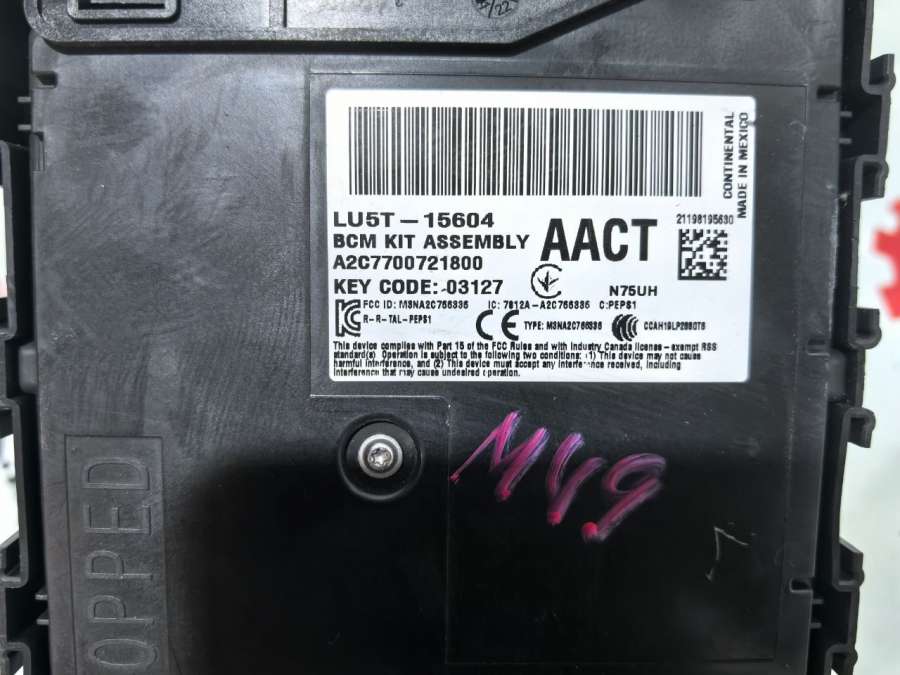 /22
CONTINENTAL
MADE IN MEXICO
LU5T-15604
BCM KIT ASSEMBLY
A2C7700721800
AACT
21198195630
KEY CODE: -03127
N75UH
FCC ID: M3NA2C766336 IC: 7812A-A2C766336 C:PEPS1
R-R-TAL-PEPS1
CE TYPE: M3NA2C766336
This device complies with Part 15 of the FCC Rules and with Industry Canada license - exempt RSS
standard(s) Operation is subject to the following two conditions: (1) This device may not cause
harmful interference, and (2) This device must accept any interference received, including
interference that may cause undesired operation.
OPPED